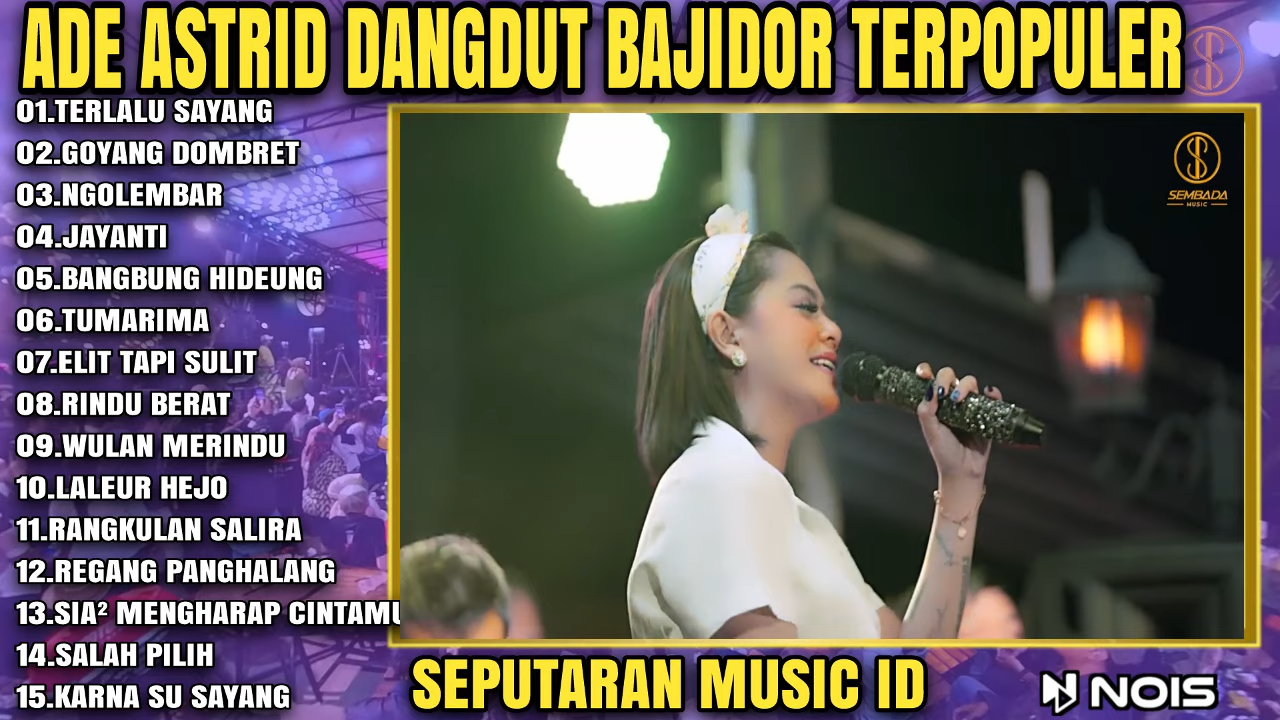 ADE ASTRID DANGDUT BAJIDOR TERPOPULER
01.TERLALU SAYANG
02.GOYANG DOMBRET
03.NGOLEMBAR
04.JAYANTI
05.BANGBUNG HIDEUNG
06.TUMARIMA
07.ELIT TAPI SULIT
08.RINDU BERAT
09.WULAN MERINDU
10.LALEUR HEJO
11.RANGKULAN SALIRA
12.REGANG PANGHALANG
13.SIA² MENGHARAP CINTAMU
14.SALAH PILIH
15.KARNA SU SAYANG
SEMBADA
MUSIC
SEPUTARAN MUSIC ID
NOIS